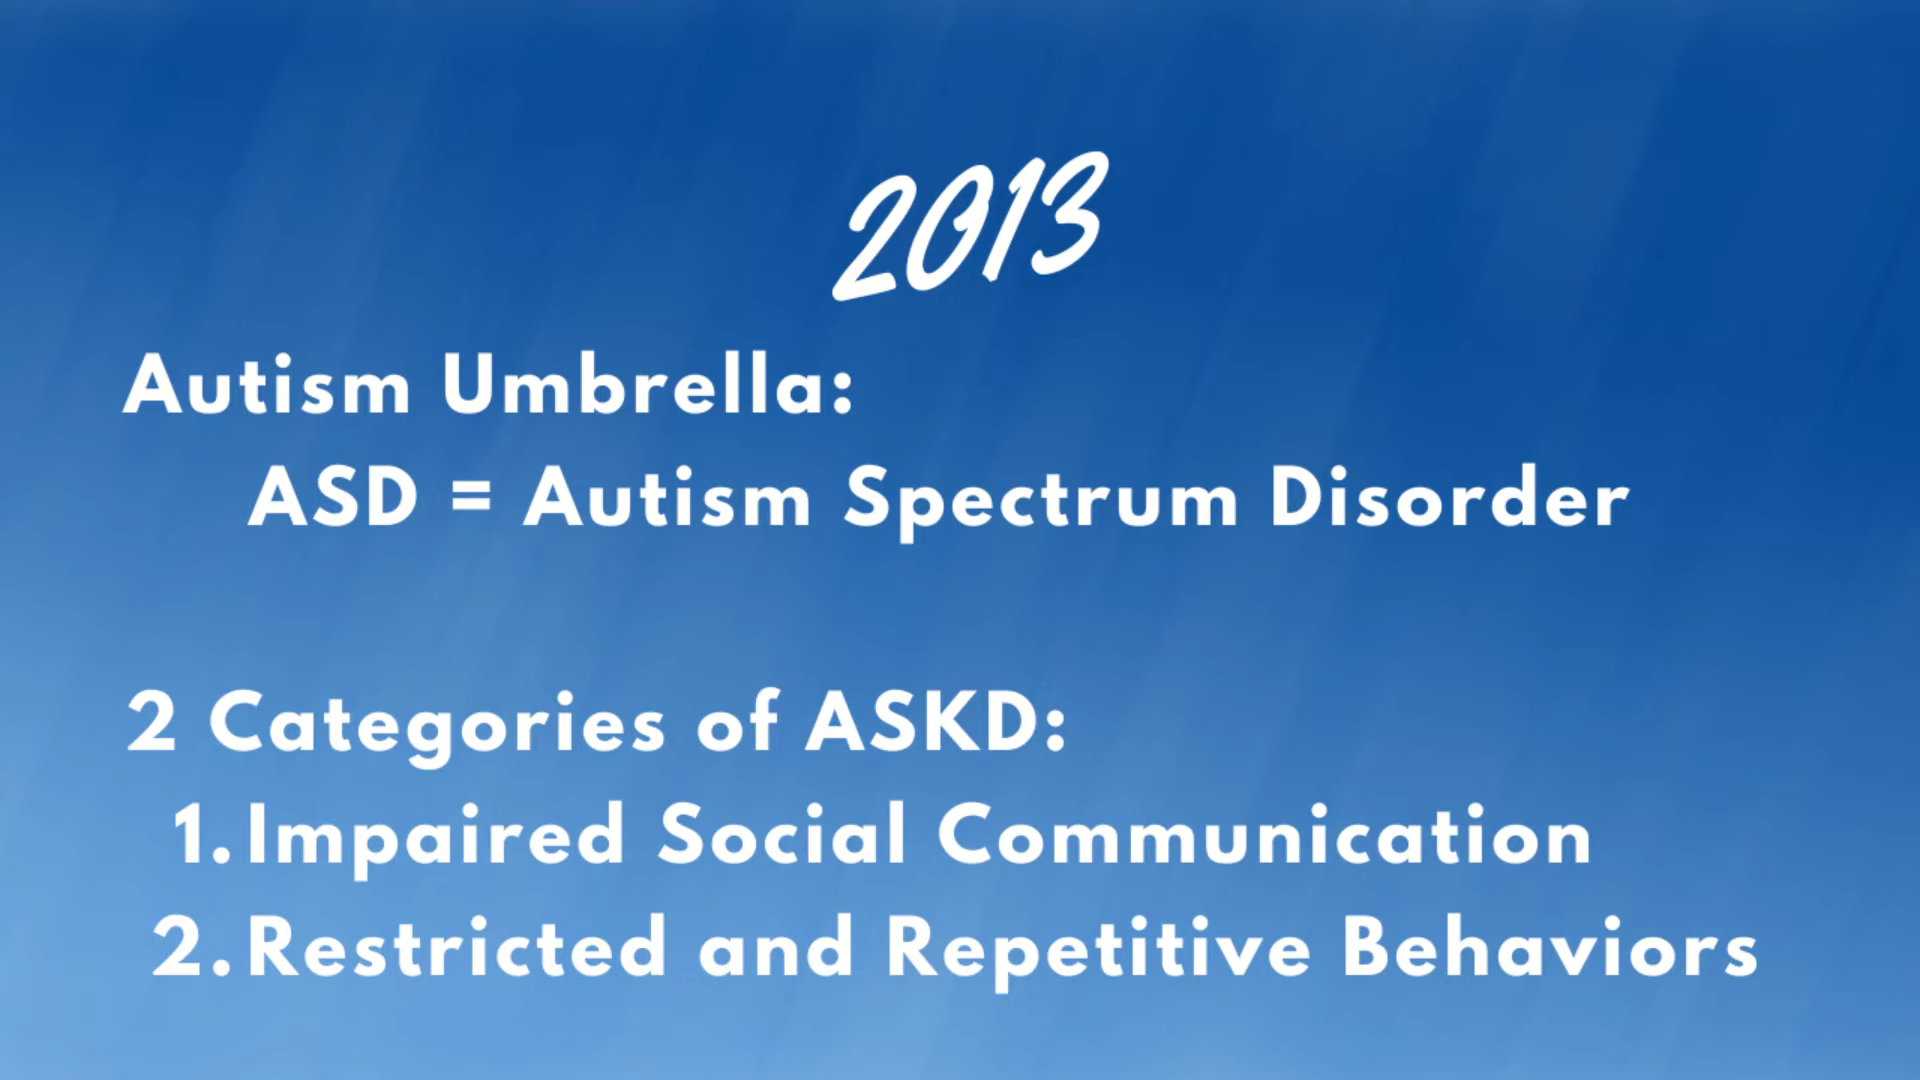 2013
Autism Umbrella:
ASD = Autism Spectrum Disorder
2 Categories of ASKD:
1. Impaired Social Communication
2. Restricted and Repetitive Behaviors